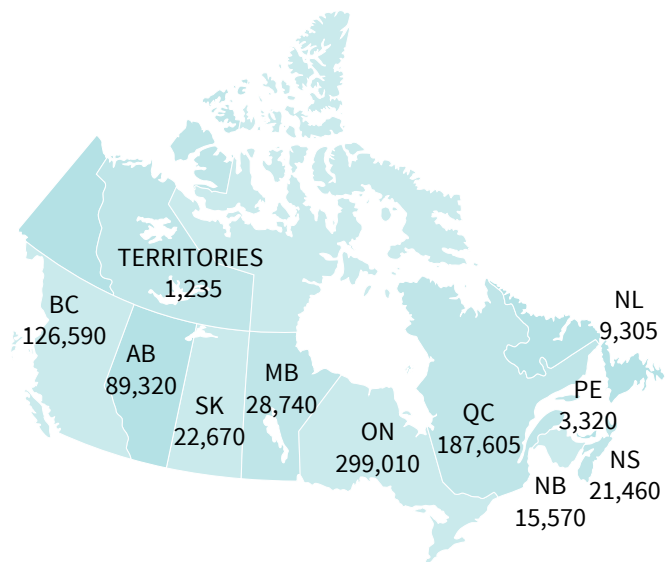 TERRITORIES
1,235
BC
126,590
AB
89,320
SK
22,670
MB
28,740
ON
299,010
QC
187,605
NL
9,305
PE
3,320
NS
21,460
NB
15,570